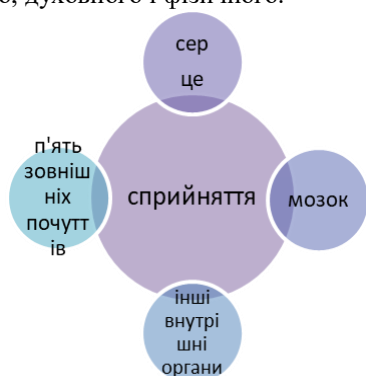 духовного і фізичного.
сер
це
п'ять
зовніш
ніх
почутт
ів
сприйняття
мозок
інші
внутрі
шні
органи